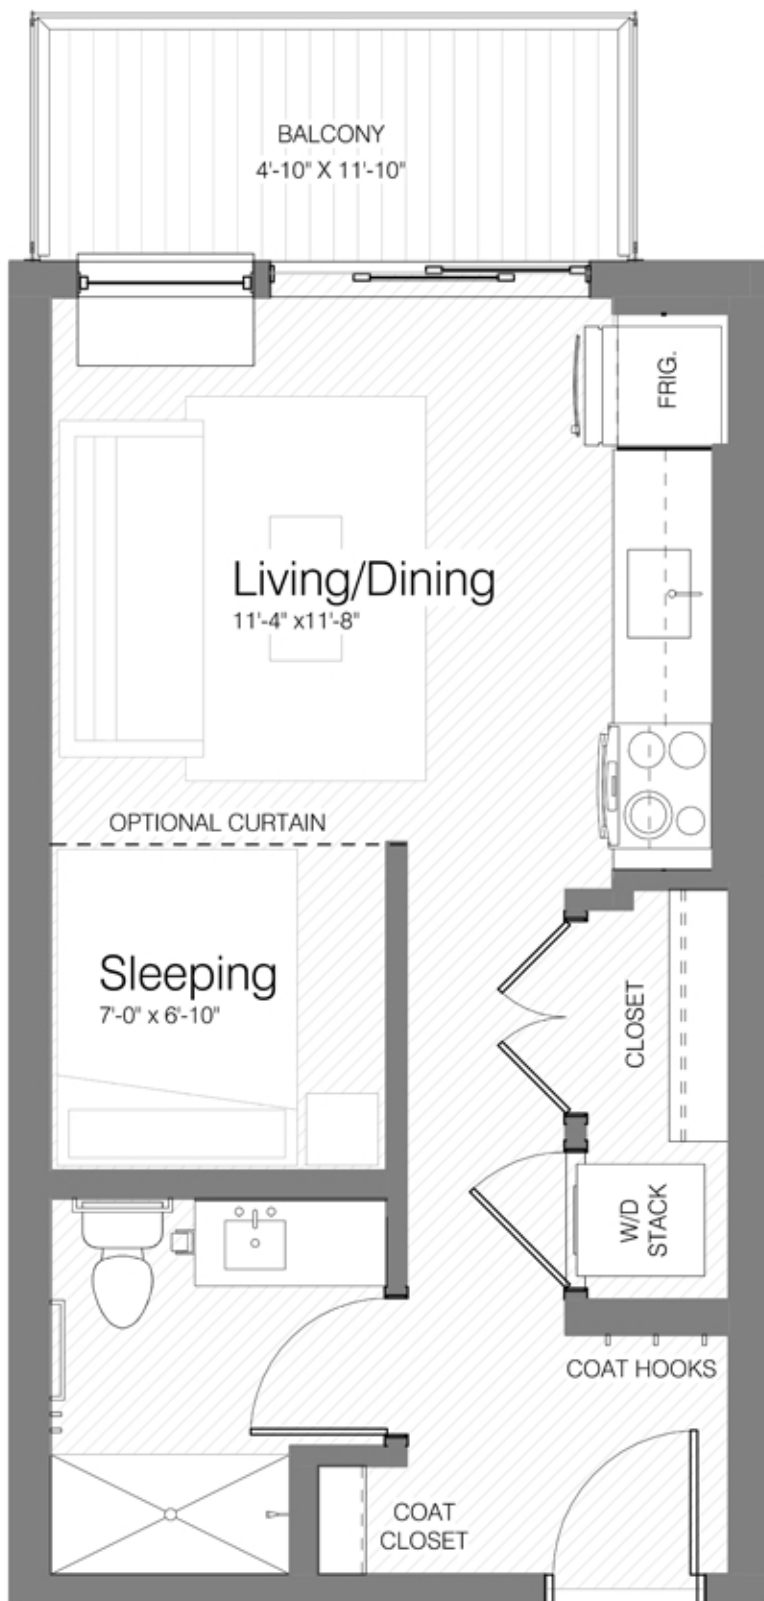 BALCONY
4'-10" X 11'-10"
FRIG.
Living/Dining
11'-4" x11'-8"
OPTIONAL CURTAIN
Sleeping
7'-0" x 6'-10"
CLOSET
W/D
STACK
COAT HOOKS
COAT
CLOSET